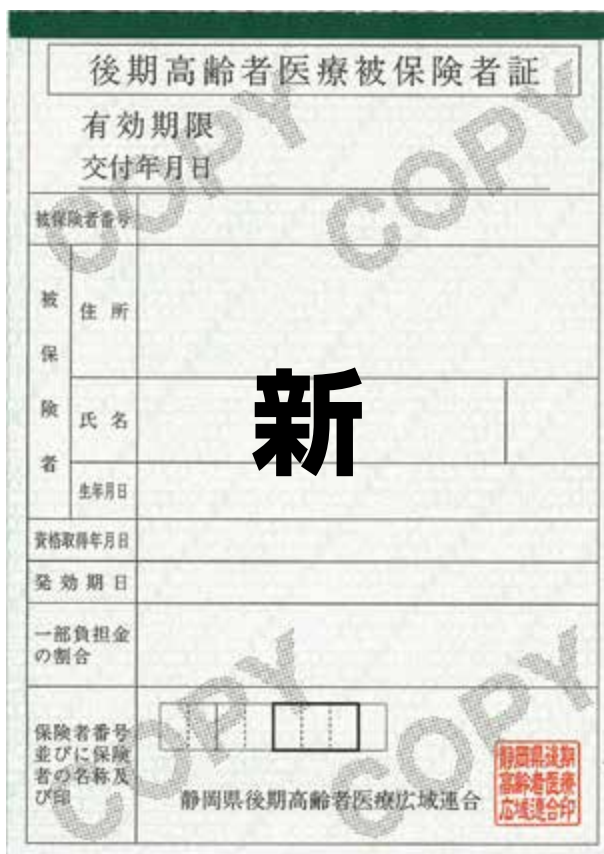 後期高齢者医療被保険者証
有効期限
交付年月日
被保険者番号
被保険者
住所
氏名
新
生年月日
資格取得年月日
発効期日
一部負担金
の割合
保険者番号
並びに保険
者の名称及
び印
静岡県後期高齢者医療広域連合
静岡県後期
高齢者医療
広域連合印
COPY
COPY
COPY
COPY